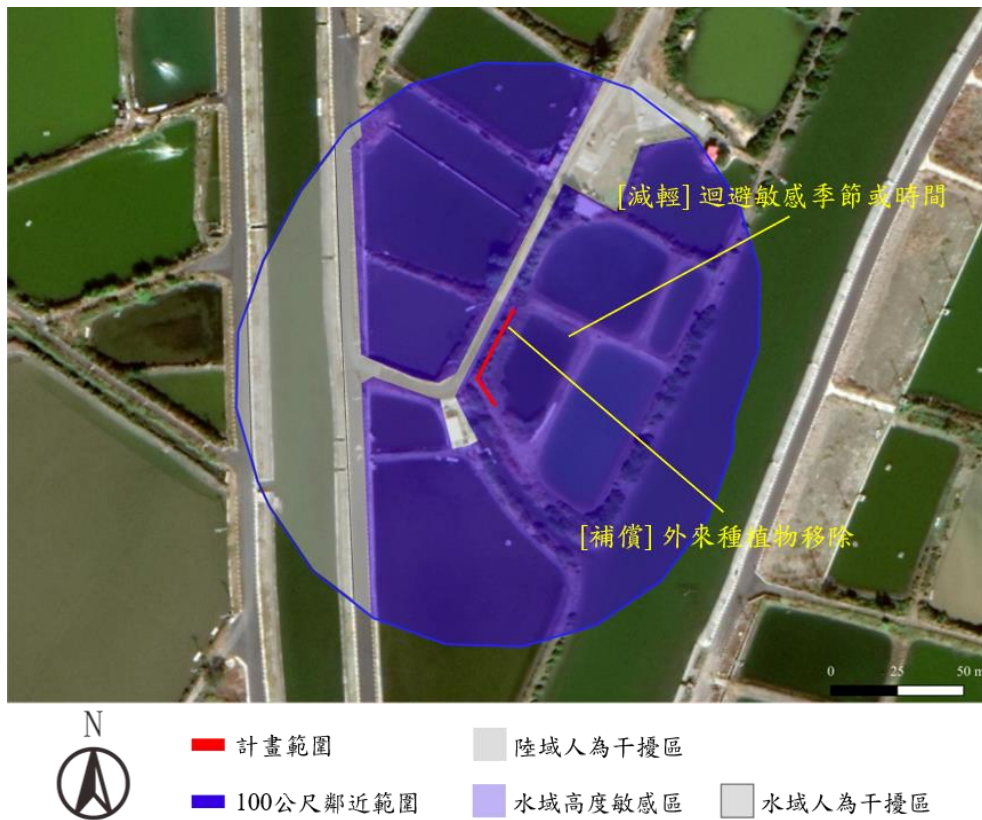 [減輕] 迴避敏感季節或時間
[補償] 外來種植物移除
0 25 50 m
N
計畫範圍
陸域人為干擾區
100公尺鄰近範圍
水域高度敏感區
水域人為干擾區